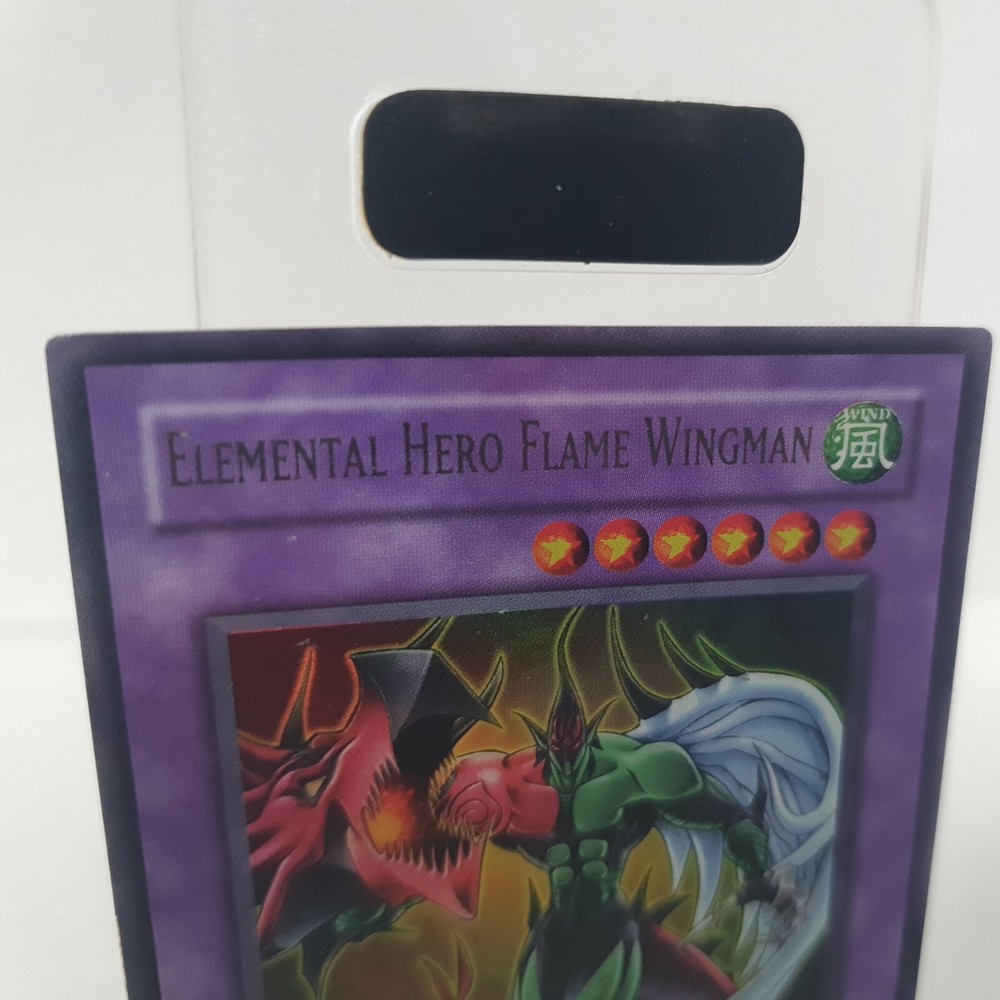 Elemental Hero Flame Wingman
WIND
風